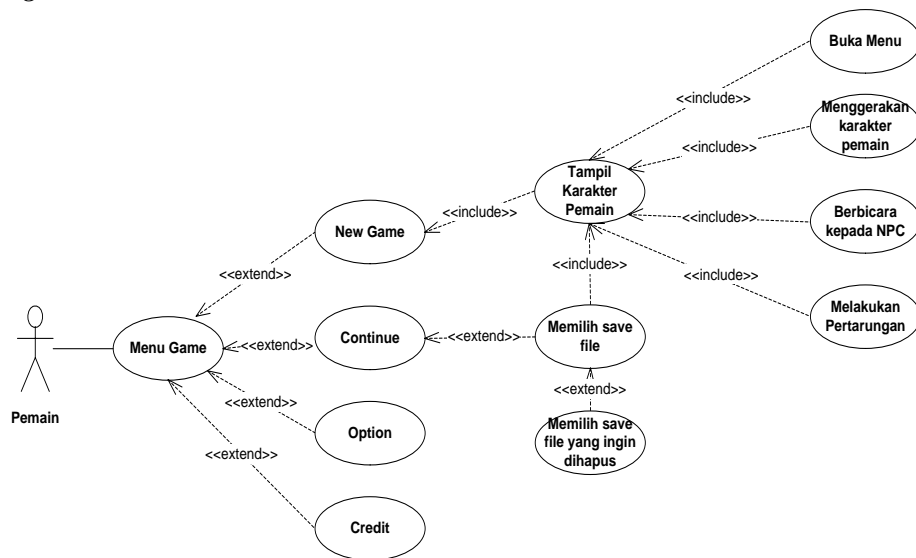 Buka Menu
<<include>>
Menggerakan
karakter
pemain
<<include>>
Tampil
Karakter
Pemain
<<include>>
New Game
<<include>>
Berbicara
kepada NPC
<<extend>>
<<include>>
<<include>>
Melakukan
Pertarungan
Pemain
Menu Game
<<extend>>
Continue
<<extend>>
Memilih save
file
<<extend>>
<<extend>>
Option
Memilih save
file yang ingin
dihapus
<<extend>>
Credit